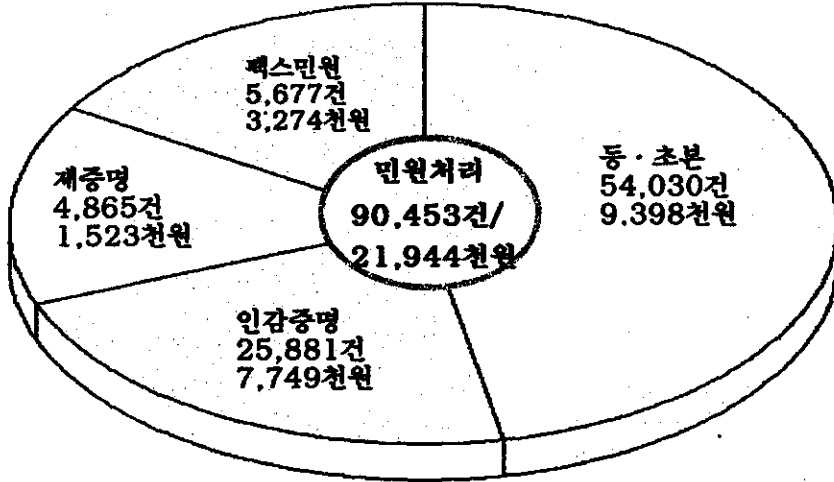 팩스민원
5,677건
3,274천원
등·초본
54,030건
9,398천원
민원처리
90,453건/
21,944천원
제증명
4,865건
1,523천원
인감증명
25,881건
7,749천원